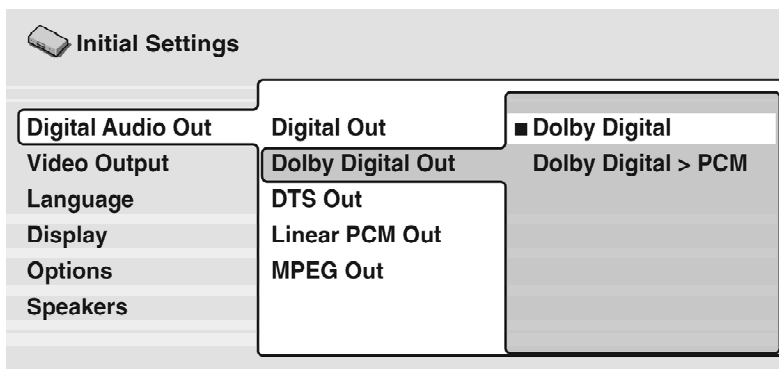 Initial Settings
Digital Audio Out
Video Output
Language
Display
Options
Speakers
Digital Out
Dolby Digital Out
DTS Out
Linear PCM Out
MPEG Out
■ Dolby Digital
Dolby Digital > PCM